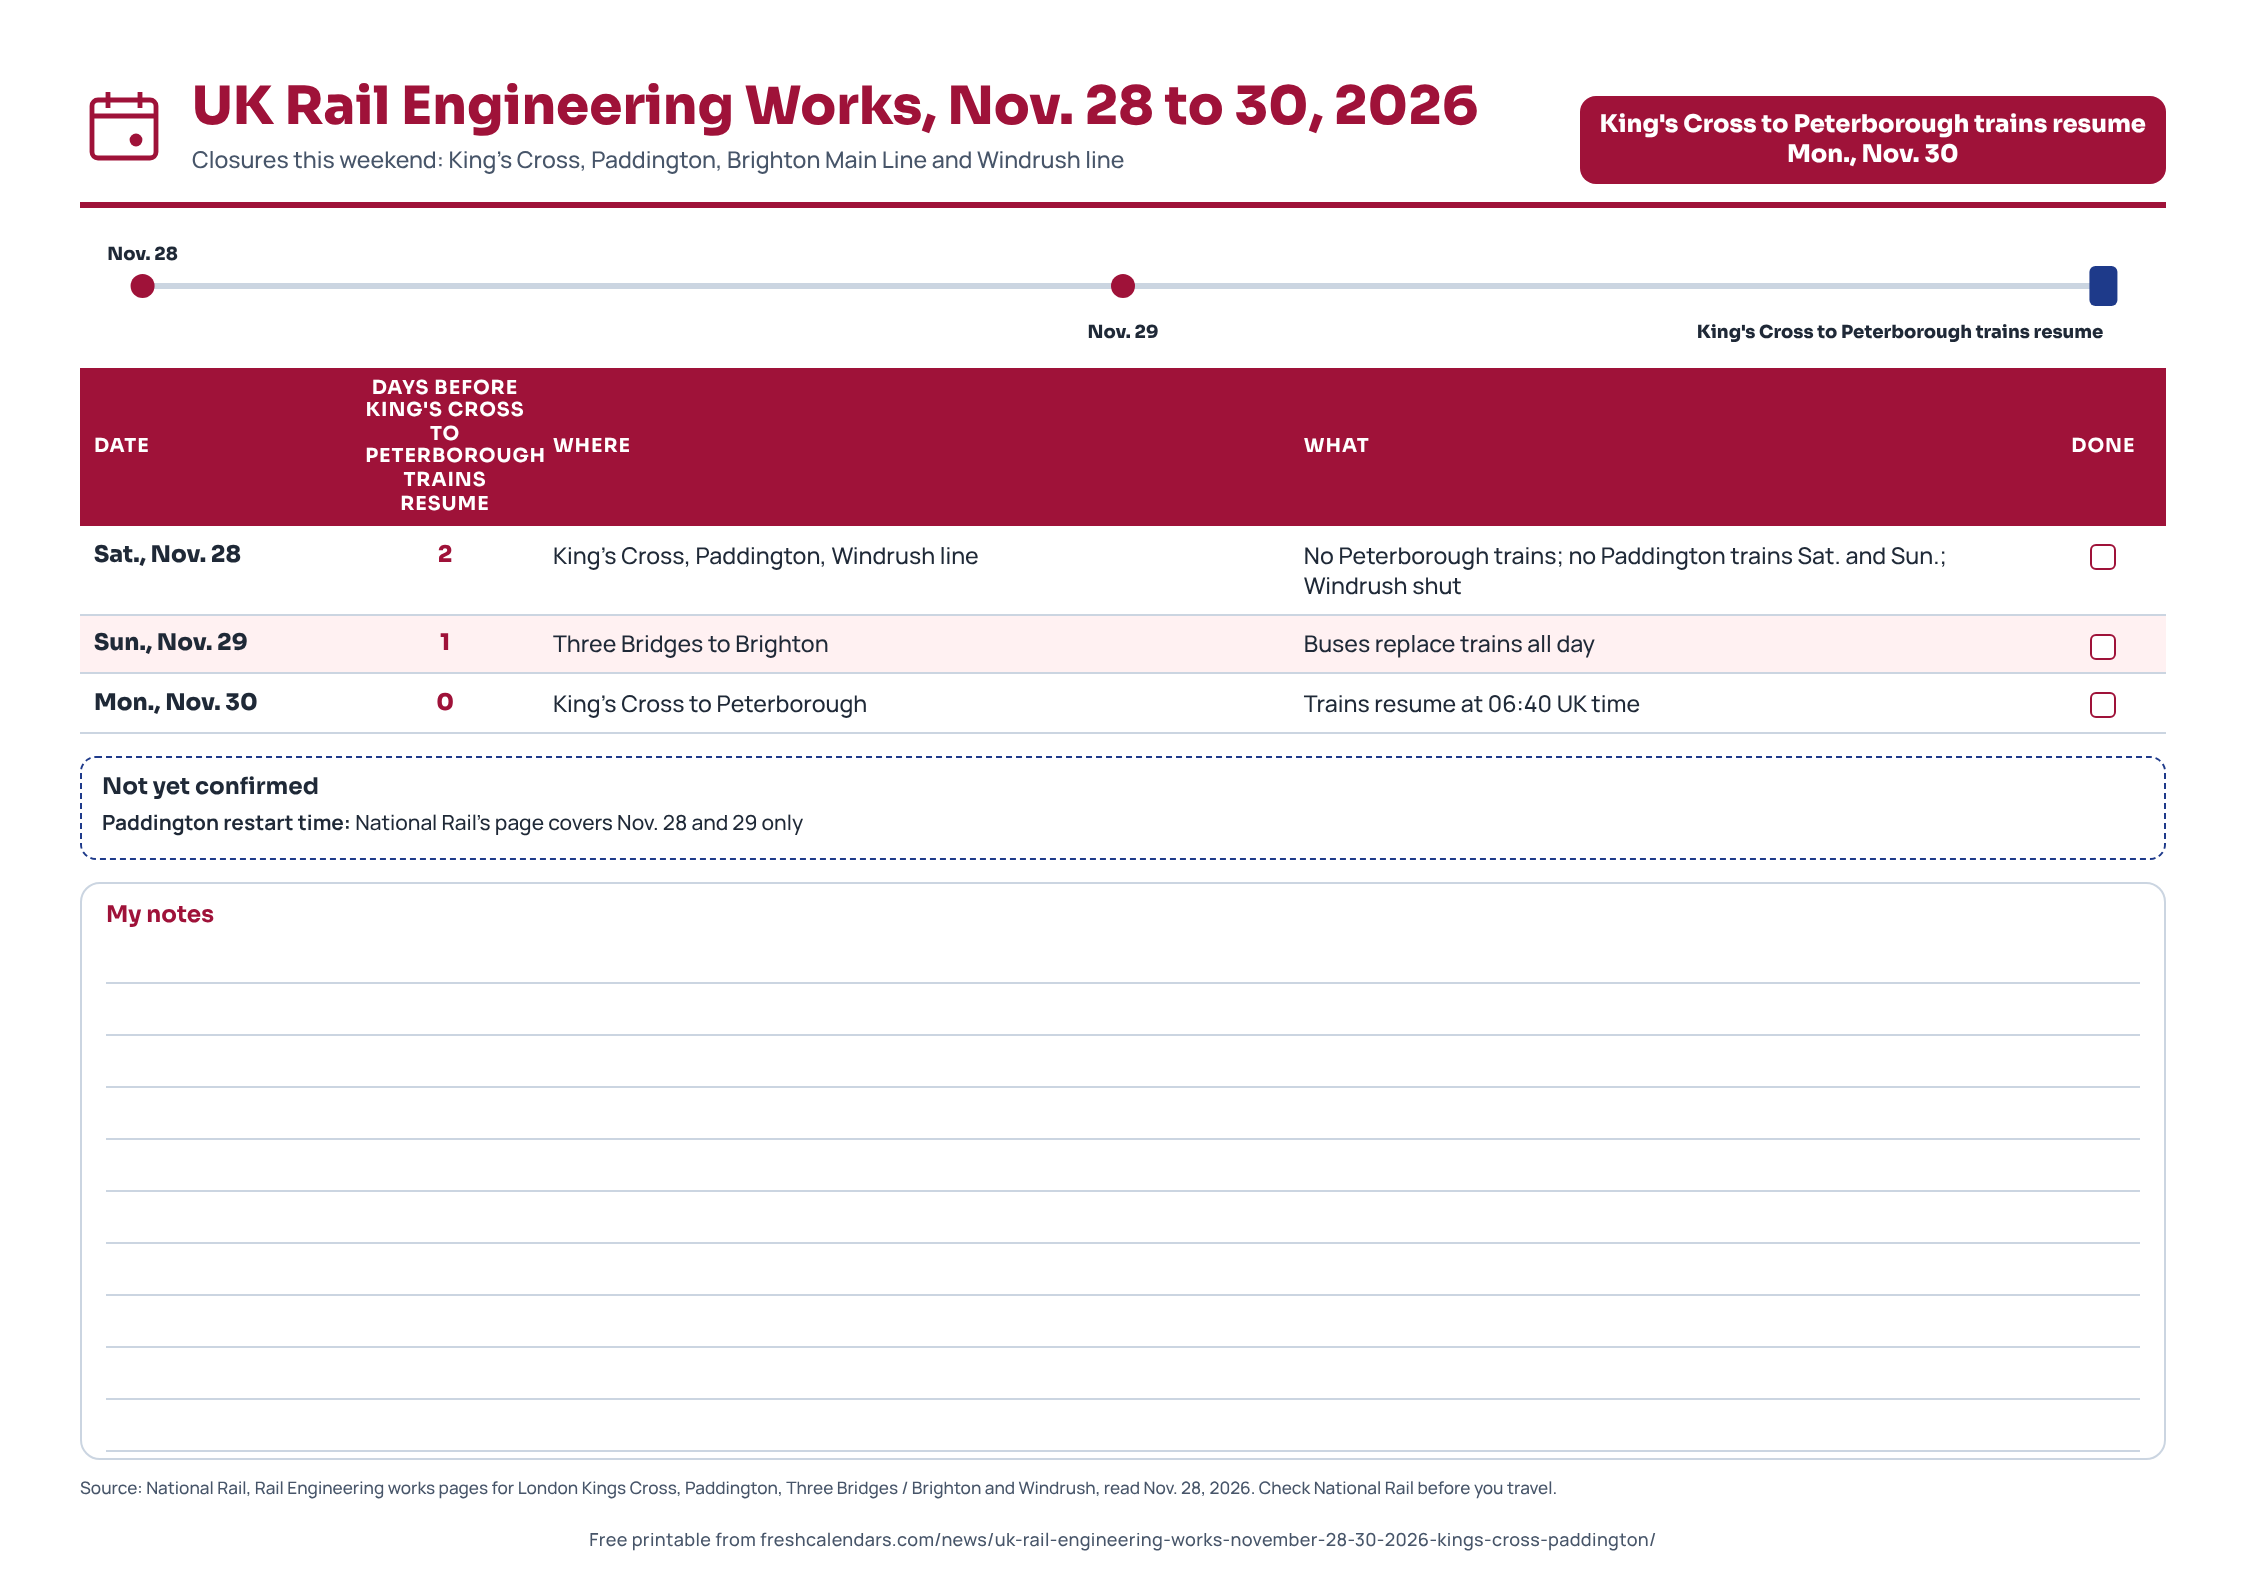 UK Rail Engineering Works, Nov. 28 to 30, 2026
Closures this weekend: King's Cross, Paddington, Brighton Main Line and Windrush line
King's Cross to Peterborough trains resume
Mon., Nov. 30
Nov. 28
Nov. 29
King's Cross to Peterborough trains resume
DATE
DAYS BEFORE
KING'S CROSS
TO
PETERBOROUGH
TRAINS
RESUME
WHERE
WHAT
DONE
Sat., Nov. 28
2
King's Cross, Paddington, Windrush line
No Peterborough trains; no Paddington trains Sat. and Sun.;
Windrush shut
Sun., Nov. 29
1
Three Bridges to Brighton
Buses replace trains all day
Mon., Nov. 30
0
King's Cross to Peterborough
Trains resume at 06:40 UK time
Not yet confirmed
Paddington restart time: National Rail's page covers Nov. 28 and 29 only
My notes
Source: National Rail, Rail Engineering works pages for London Kings Cross, Paddington, Three Bridges / Brighton and Windrush, read Nov. 28, 2026. Check National Rail before you travel.
Free printable from freshcalendars.com/news/uk-rail-engineering-works-november-28-30-2026-kings-cross-paddington/